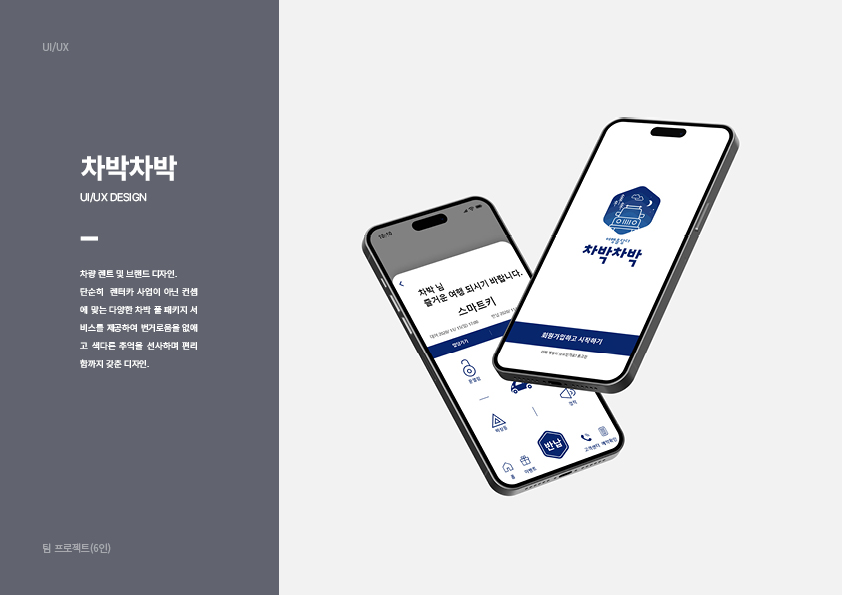 UI/UX
차박차박
UI/UX DESIGN
차량 렌트 및 브랜드 디자인.
단순히 렌터카 사업이 아닌 컨셉
에 맞는 다양한 차박 풀 패키지 서
비스를 제공하여 번거로움을 없애
고 색다른 추억을 선사하며 편리
함까지 갖춘 디자인.
팀 프로젝트(6인)
차박 님
즐거운 여행 되시기 바랍니다.
스마트키
문열림
비상등
경적
반납
홈
이벤트
고객센터 예약확인
차박차박
회원가입하고 시작하기